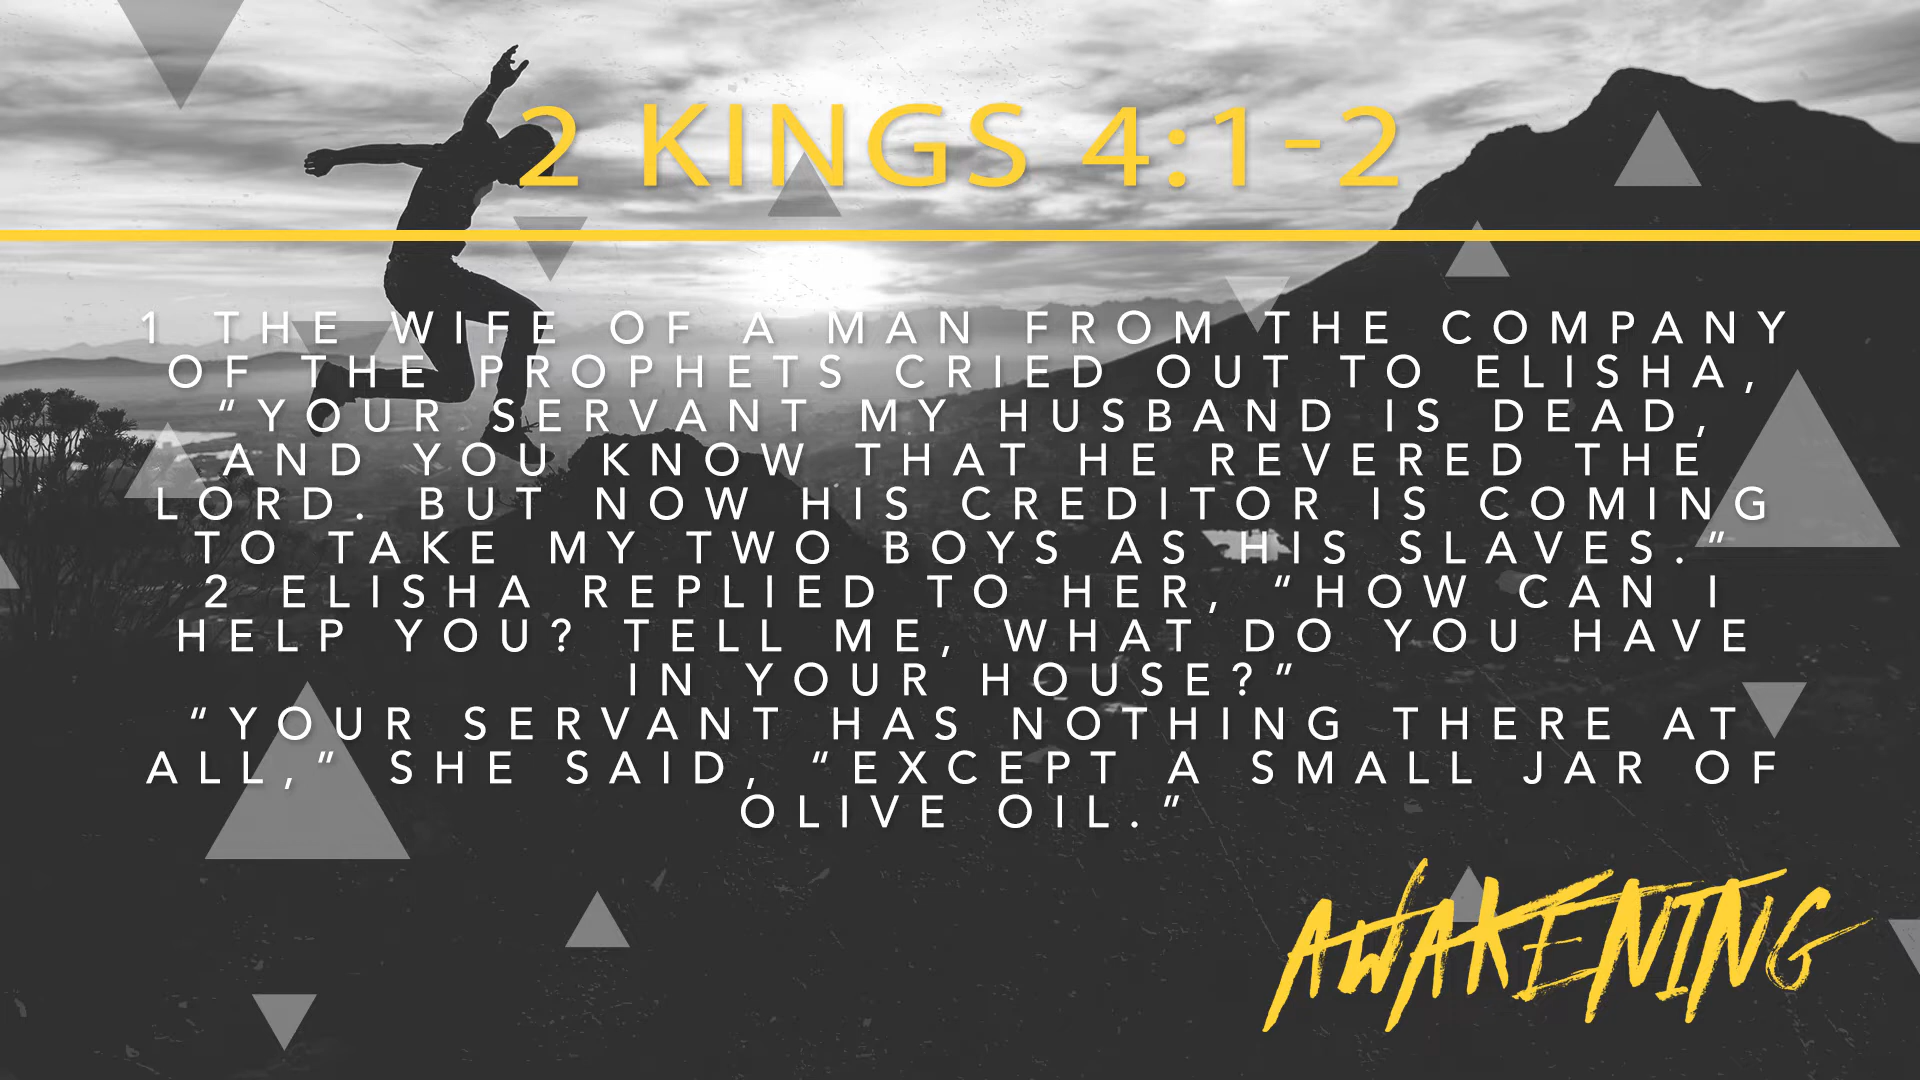 2 KINGS 4:1-2
1 THE WIFE OF A MAN FROM THE COMPANY
OF THE PROPHETS CRIED OUT TO ELISHA,
“YOUR SERVANT MY HUSBAND IS DEAD,
AND YOU KNOW THAT HE REVERED THE
LORD. BUT NOW HIS CREDITOR IS COMING
TO TAKE MY TWO BOYS AS HIS SLAVES.”
2 ELISHA REPLIED TO HER, “HOW CAN I
HELP YOU? TELL ME, WHAT DO YOU HAVE
IN YOUR HOUSE?”
“YOUR SERVANT HAS NOTHING THERE AT
ALL,” SHE SAID, “EXCEPT A SMALL JAR OF
OLIVE OIL.”
AWAKENING